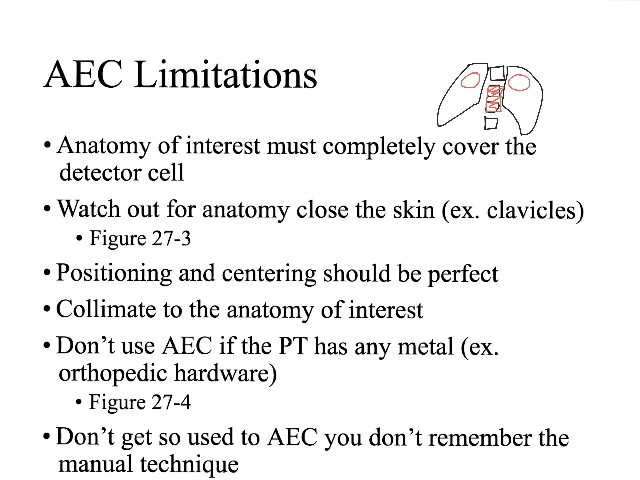 AEC Limitations
• Anatomy of interest must completely cover the
detector cell
• Watch out for anatomy close the skin (ex. clavicles)
• Figure 27-3
• Positioning and centering should be perfect
• Collimate to the anatomy of interest
• Don't use AEC if the PT has any metal (ex.
orthopedic hardware)
• Figure 27-4
• Don't get so used to AEC you don't remember the
manual technique